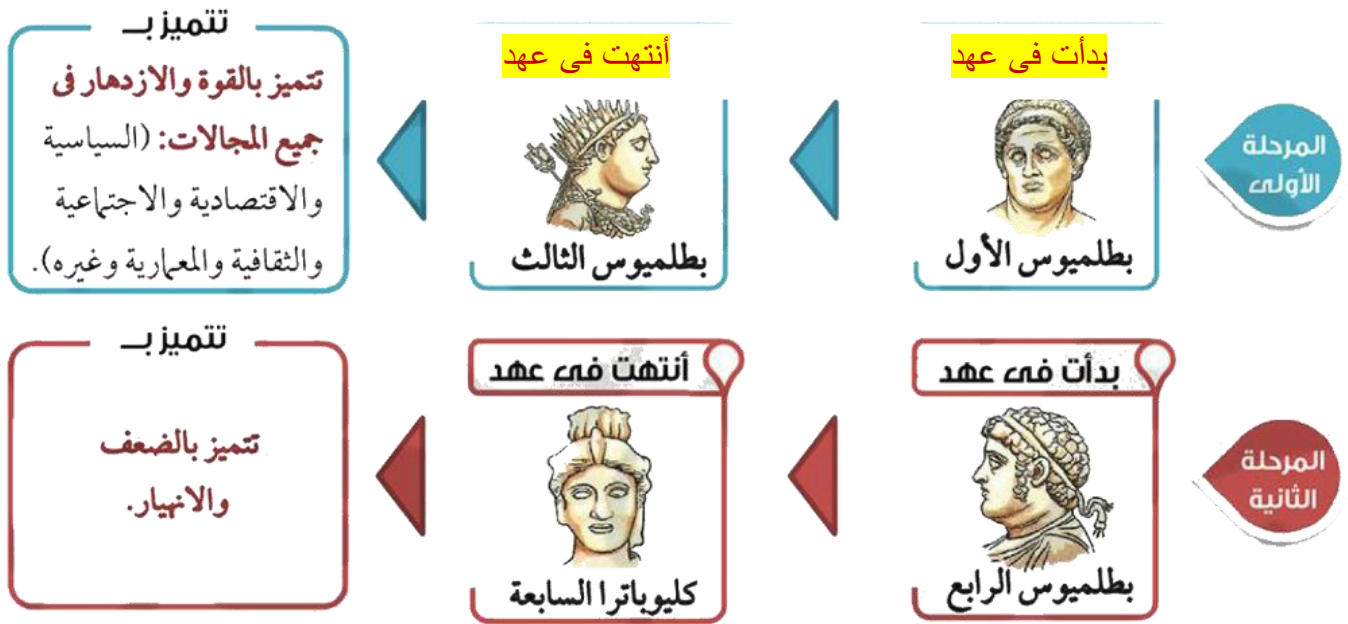 المرحلة
الأولى
بدأت فى عهد
بطلميوس الأول
أنتهت فى عهد
بطلميوس الثالث
تتميز بـ
تتميز بالقوة والازدهار فى
جميع المجالات: (السياسية
والاقتصادية والاجتماعية
والثقافية والمعمارية وغيره).
المرحلة
الثانية
بدأت فى عهد
بطلميوس الرابع
أنتهت فى عهد
كليوباترا السابعة
تتميز بـ
تتميز بالضعف
والانهيار.